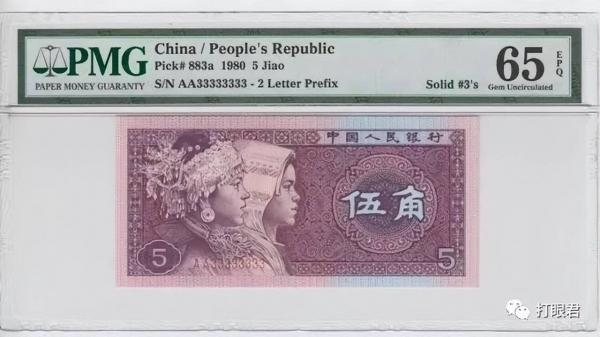 PMG
PAPER MONEY GUARANTY
China / People's Republic
Pick# 883a 1980 5 Jiao
S/N AA33333333 - 2 Letter Prefix
Solid #3's
65
EPQ
Gem Uncirculated
中国人民银行
伍角
5
AA33333333
5
打眼君